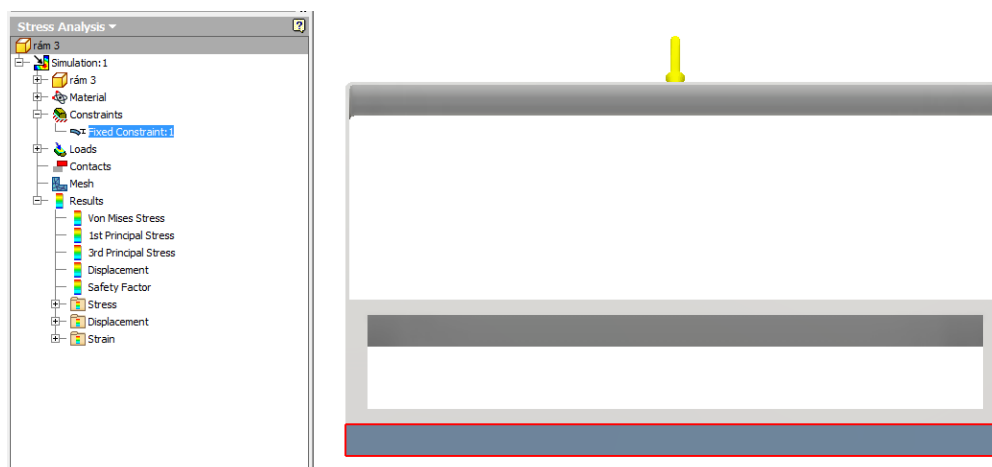 Stress Analysis
rám 3
Simulation:1
rám 3
Material
Constraints
Fixed Constraint:1
Loads
Contacts
Mesh
Results
Von Mises Stress
1st Principal Stress
3rd Principal Stress
Displacement
Safety Factor
Stress
Displacement
Strain